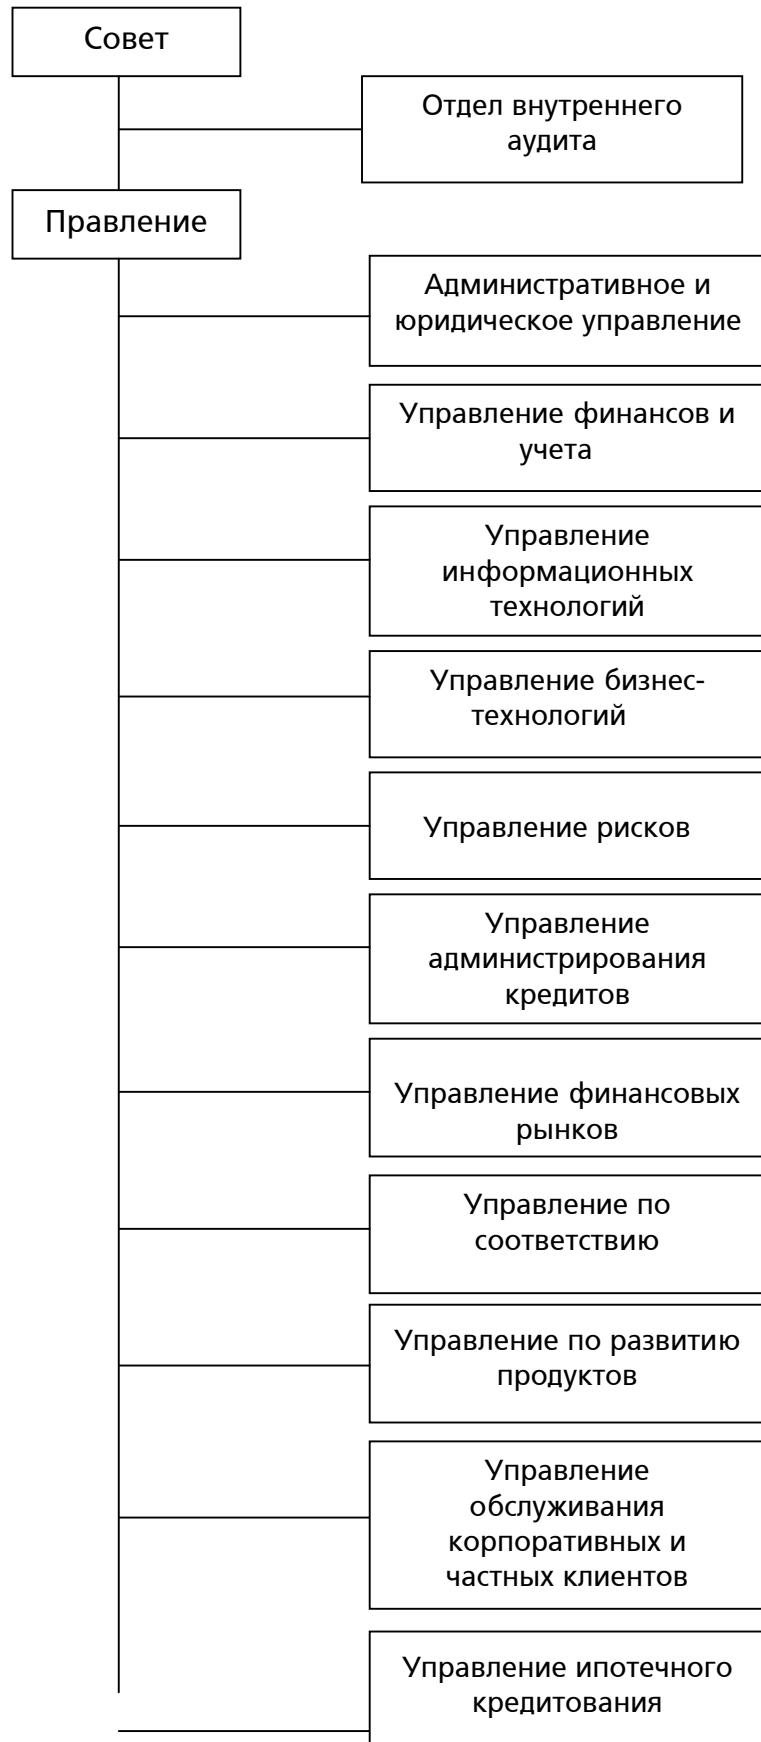 Совет
Отдел внутреннего
аудита
Правление
Административное и
юридическое управление
Управление финансов и
учета
Управление
информационных
технологий
Управление бизнес-
технологий
Управление рисков
Управление
администрирования
кредитов
Управление финансовых
рынков
Управление по
соответствию
Управление по развитию
продуктов
Управление
обслуживания
корпоративных и
частных клиентов
Управление ипотечного
кредитования